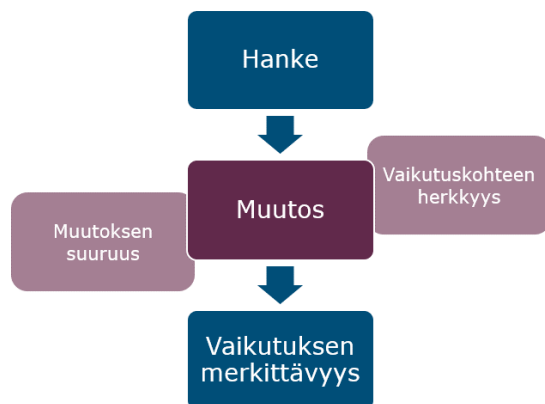 Hanke
Vaikutuskohteen
herkkyys
Muutos
Muutoksen
suuruus
Vaikutuksen
merkittävyys